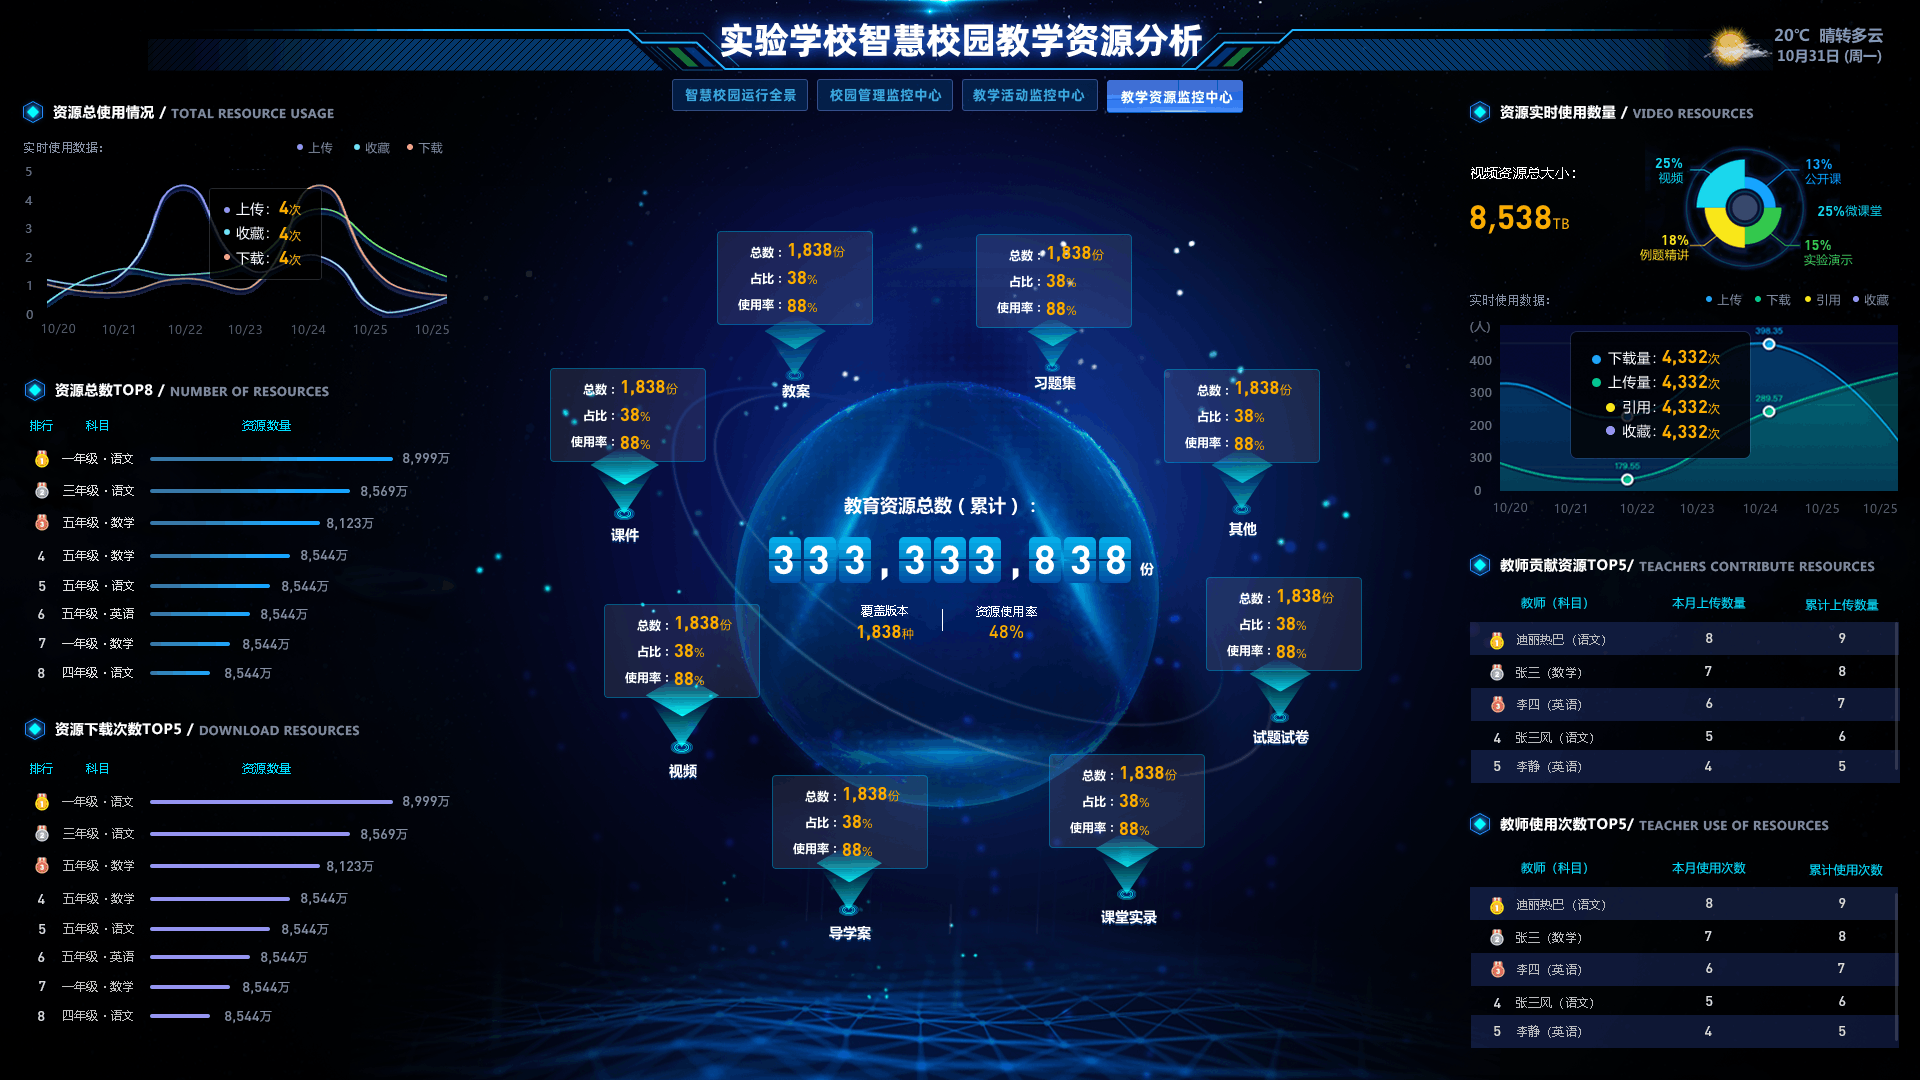 实验学校智慧校园教学资源分析
20℃ 晴转多云
10月31日 (周一)
智慧校园运行全景
校园管理监控中心
教学活动监控中心
教学资源监控中心
资源总使用情况 / TOTAL RESOURCE USAGE
实时使用数据:
上传 收藏 下载
5
4
3
2
1
0
上传: 4次
收藏: 4次
下载: 4次
10/20 10/21 10/22 10/23 10/24 10/25 10/25
资源总数TOP8 / NUMBER OF RESOURCES
排行 科目 资源数量
1 一年级·语文 8,999万
2 三年级·语文 8,569万
3 五年级·数学 8,123万
4 五年级·数学 8,544万
5 五年级·语文 8,544万
6 五年级·英语 8,544万
7 一年级·数学 8,544万
8 四年级·语文 8,544万
资源下载次数TOP5 / DOWNLOAD RESOURCES
排行 科目 资源数量
1 一年级·语文 8,999万
2 三年级·语文 8,569万
3 五年级·数学 8,123万
4 五年级·数学 8,544万
5 五年级·语文 8,544万
6 五年级·英语 8,544万
7 一年级·数学 8,544万
8 四年级·语文 8,544万
总数: 1,838份
占比: 38%
使用率: 88%
教案
总数: 1,838份
占比: 38%
使用率: 88%
习题集
总数: 1,838份
占比: 38%
使用率: 88%
课件
总数: 1,838份
占比: 38%
使用率: 88%
其他
教育资源总数(累计):
333,333,838份
覆盖版本
1,838种
资源使用率
48%
总数: 1,838份
占比: 38%
使用率: 88%
视频
总数: 1,838份
占比: 38%
使用率: 88%
试题试卷
总数: 1,838份
占比: 38%
使用率: 88%
导学案
总数: 1,838份
占比: 38%
使用率: 88%
课堂实录
资源实时使用数量 / VIDEO RESOURCES
视频资源总大小:
8,538TB
25%
视频
13%
公开课
25%微课堂
18%
例题精讲
15%
实验演示
实时使用数据:
上传 下载 引用 收藏
(人)
400
300
200
300
0
398.35
289.57
179.55
下载量: 4,332次
上传量: 4,332次
引用: 4,332次
收藏: 4,332次
10/20 10/21 10/22 10/23 10/24 10/25 10/25
教师贡献资源TOP5/ TEACHERS CONTRIBUTE RESOURCES
教师（科目） 本月上传数量 累计上传数量
1 迪丽热巴（语文） 8 9
2 张三（数学） 7 8
3 李四（英语） 6 7
4 张三风（语文） 5 6
5 李静（英语） 4 5
教师使用次数TOP5/ TEACHER USE OF RESOURCES
教师（科目） 本月使用次数 累计使用次数
1 迪丽热巴（语文） 8 9
2 张三（数学） 7 8
3 李四（英语） 6 7
4 张三风（语文） 5 6
5 李静（英语） 4 5